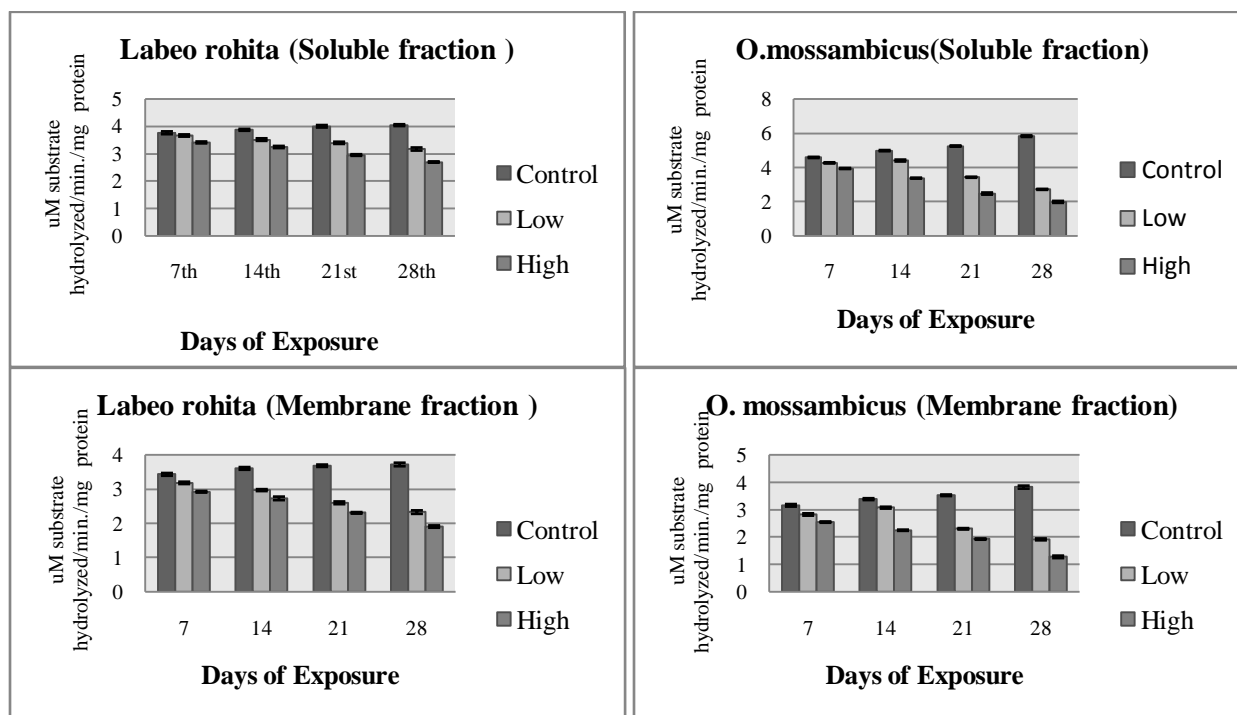 Labeo rohita (Soluble fraction )
uM substrate
hydrolyzed/min./mg protein
5
4
3
2
1
0
7th 14th 21st 28th
Days of Exposure
Control
Low
High
O.mossambicus(Soluble fraction)
uM substrate
hydrolyzed/min./mg protein
8
6
4
2
0
7 14 21 28
Days of Exposure
Control
Low
High
Labeo rohita (Membrane fraction )
uM substrate
hydrolyzed/min./mg protein
4
3
2
1
0
7 14 21 28
Days of Exposure
Control
Low
High
O. mossambicus (Membrane fraction)
uM substrate
hydrolyzed/min./mg protein
5
4
3
2
1
0
7 14 21 28
Days of Exposure
Control
Low
High